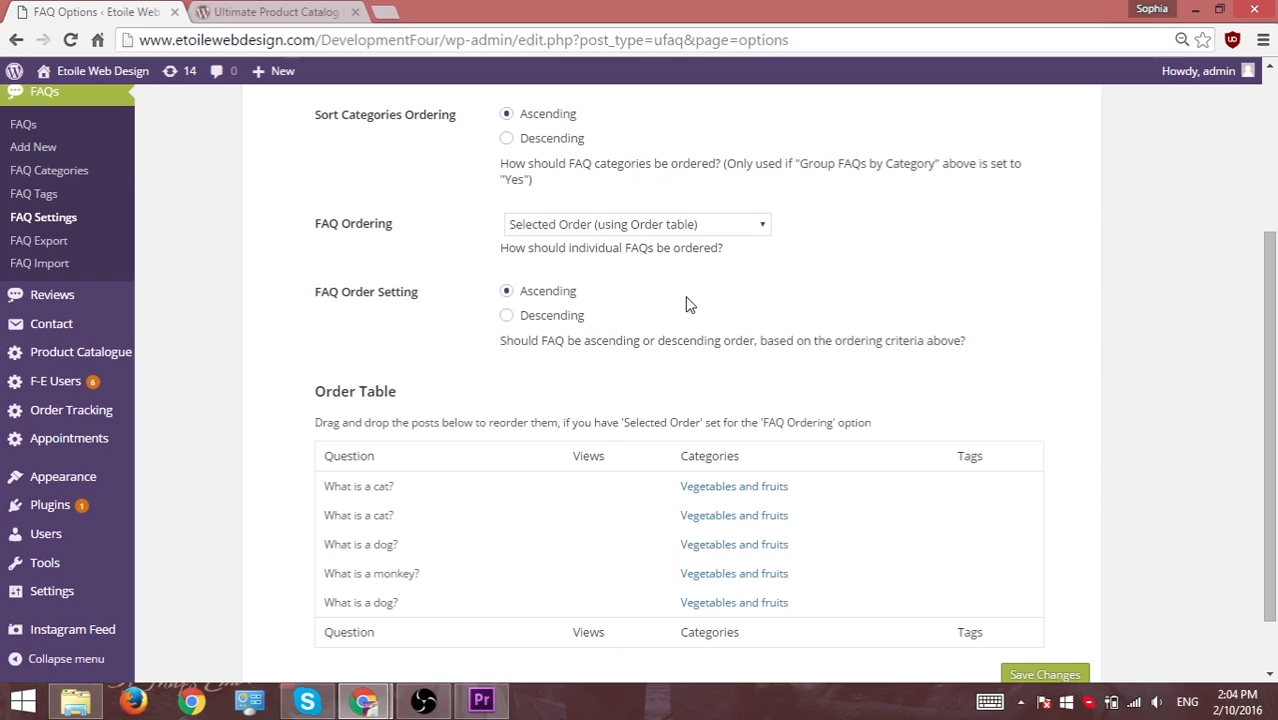 FAQ Options ‹ Etoile Web
Ultimate Product Catalog
Sophia
www.etoilewebdesign.com/DevelopmentFour/wp-admin/edit.php?post_type=ufaq&page=options
Etoile Web Design
14
0
New
Howdy, admin
FAQs
FAQs
Add New
FAQ Categories
FAQ Tags
FAQ Settings
FAQ Export
FAQ Import
Reviews
Contact
Product Catalogue
F-E Users 6
Order Tracking
Appointments
Appearance
Plugins 1
Users
Tools
Settings
Instagram Feed
Collapse menu
Sort Categories Ordering
Ascending
Descending
How should FAQ categories be ordered? (Only used if "Group FAQs by Category" above is set to
"Yes")
FAQ Ordering
Selected Order (using Order table)
How should individual FAQs be ordered?
FAQ Order Setting
Ascending
Descending
Should FAQ be ascending or descending order, based on the ordering criteria above?
Order Table
Drag and drop the posts below to reorder them, if you have 'Selected Order' set for the 'FAQ Ordering' option
Question Views Categories Tags
What is a cat? Vegetables and fruits
What is a cat? Vegetables and fruits
What is a dog? Vegetables and fruits
What is a monkey? Vegetables and fruits
What is a dog? Vegetables and fruits
Question Views Categories Tags
Save Changes
Pr
ENG
2:04 PM
2/10/2016